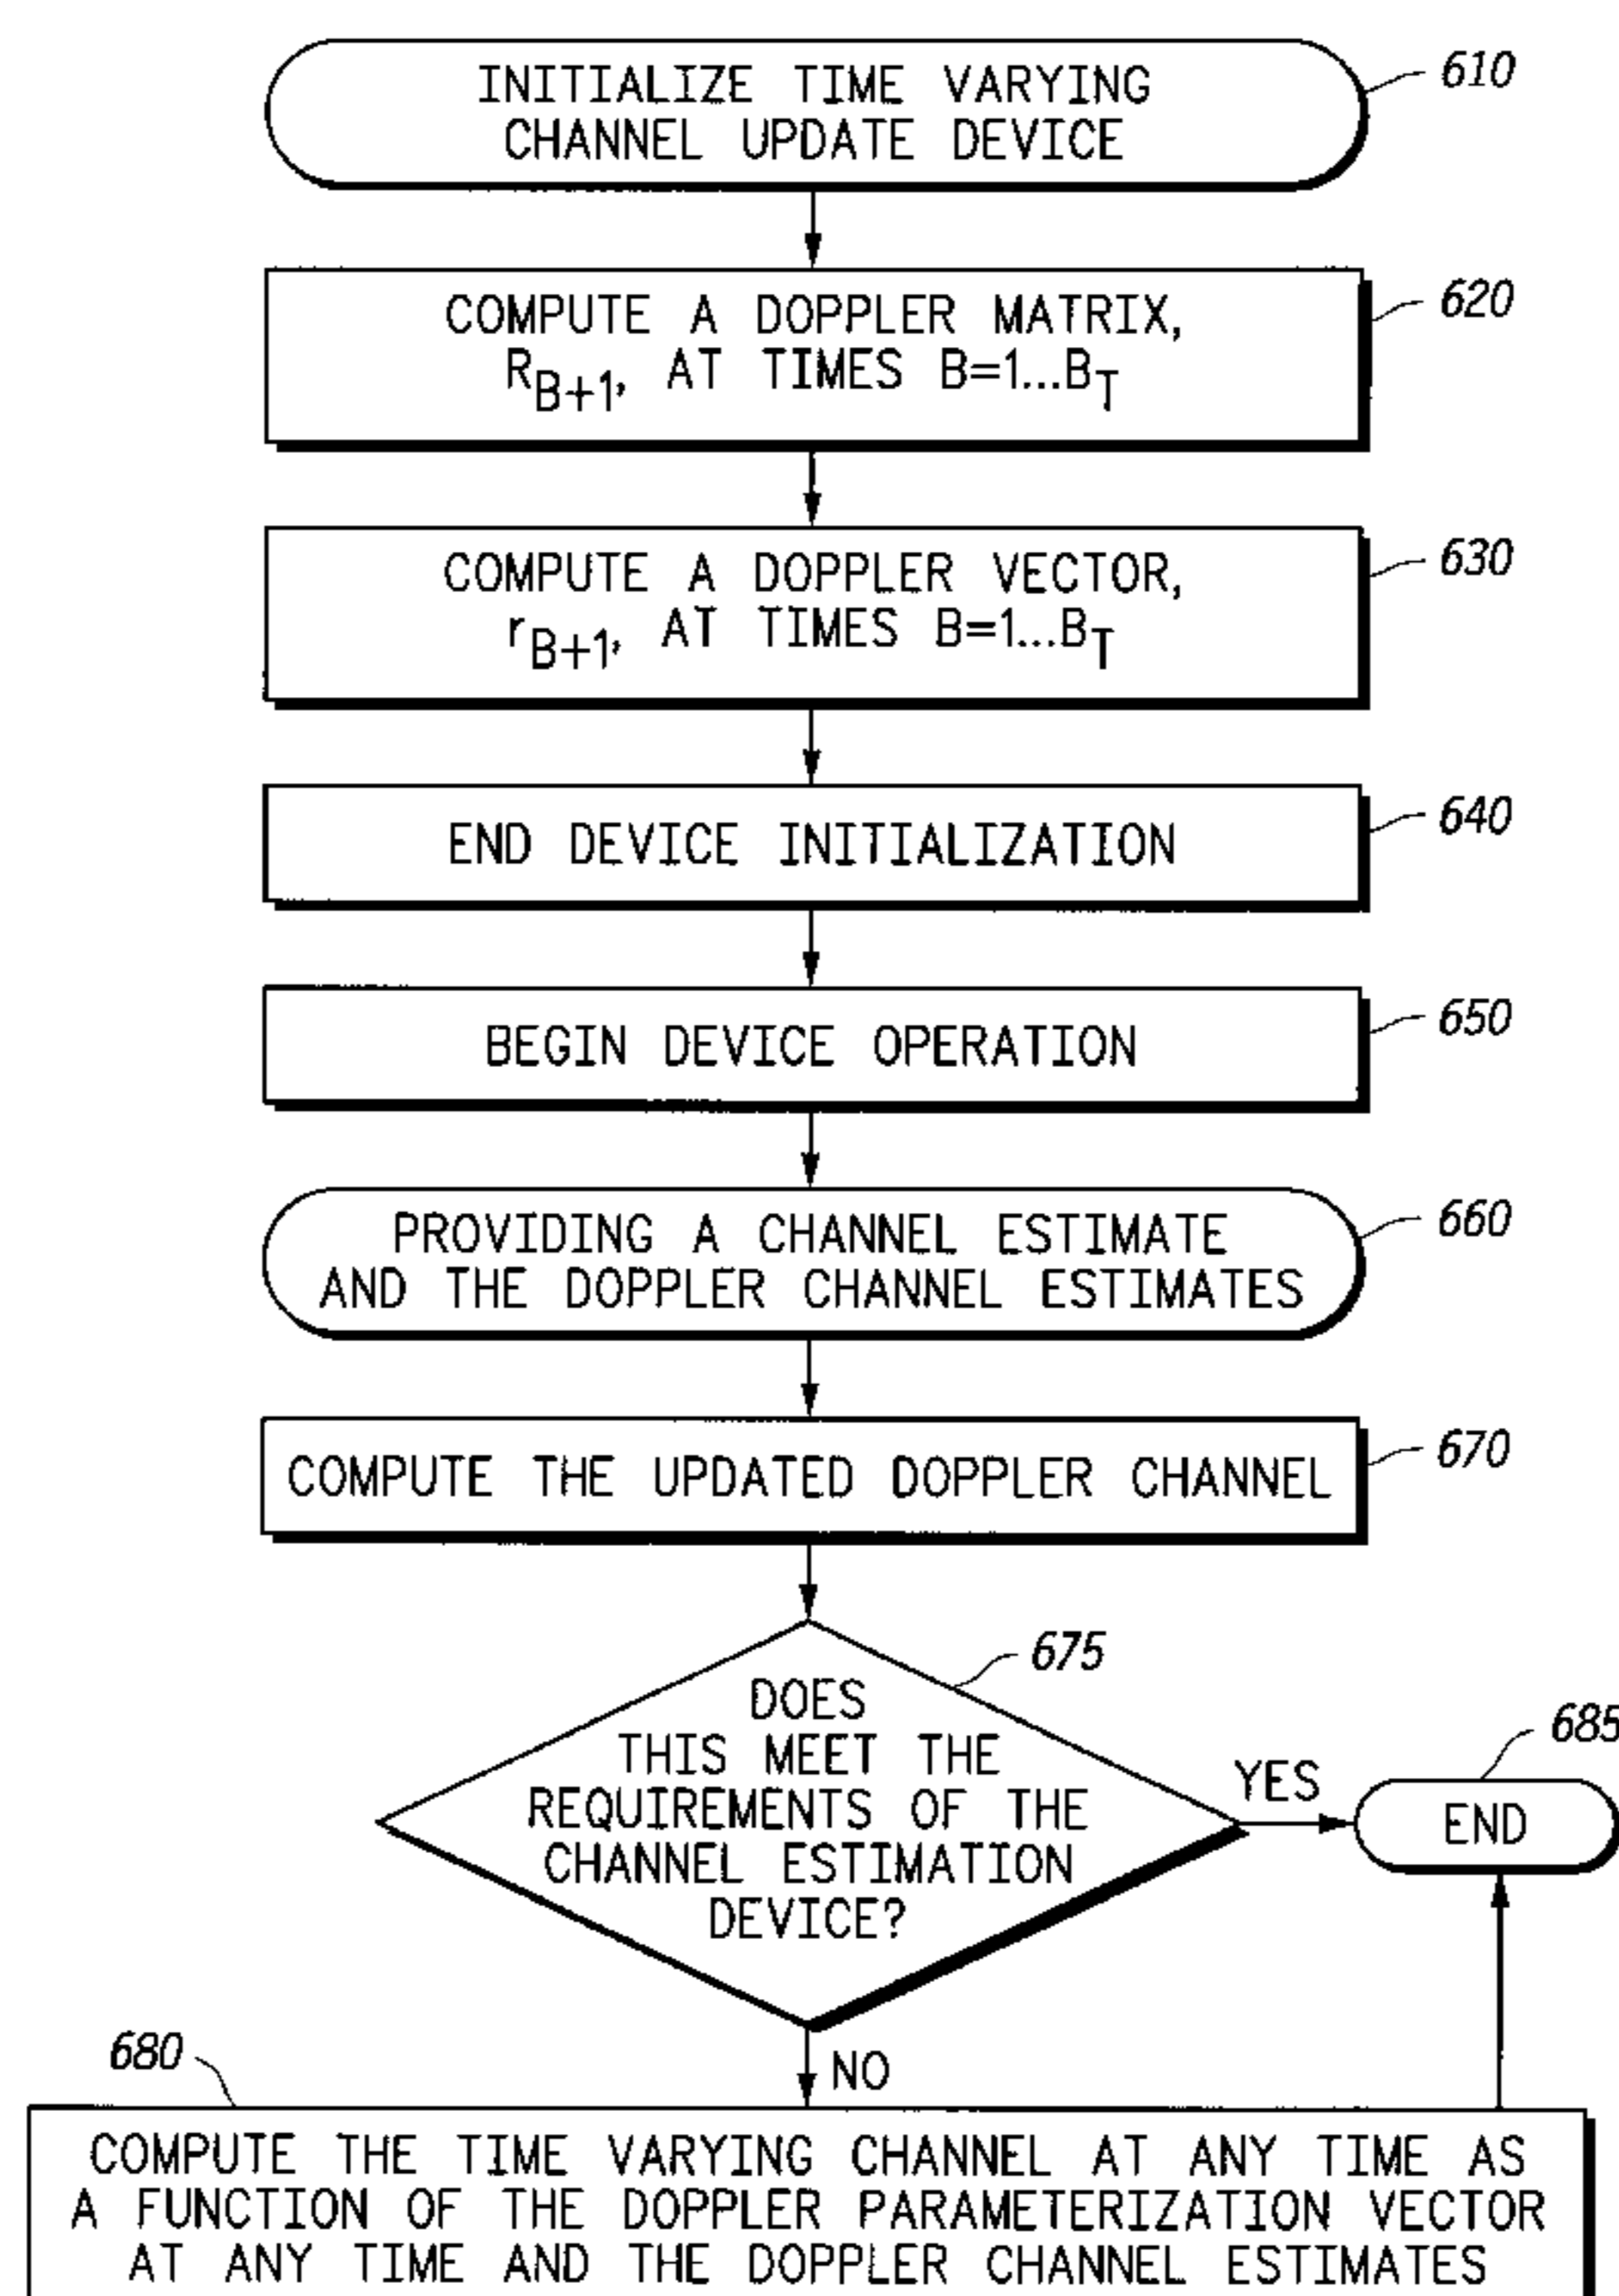 INITIALIZE TIME VARYING
CHANNEL UPDATE DEVICE
610
COMPUTE A DOPPLER MATRIX,
R_{B+1}, AT TIMES B=1...B_T
620
COMPUTE A DOPPLER VECTOR,
r_{B+1}, AT TIMES B=1...B_T
630
END DEVICE INITIALIZATION
640
BEGIN DEVICE OPERATION
650
PROVIDING A CHANNEL ESTIMATE
AND THE DOPPLER CHANNEL ESTIMATES
660
COMPUTE THE UPDATED DOPPLER CHANNEL
670
DOES
THIS MEET THE
REQUIREMENTS OF THE
CHANNEL ESTIMATION
DEVICE?
675
YES
END
685
NO
680
COMPUTE THE TIME VARYING CHANNEL AT ANY TIME AS
A FUNCTION OF THE DOPPLER PARAMETERIZATION VECTOR
AT ANY TIME AND THE DOPPLER CHANNEL ESTIMATES